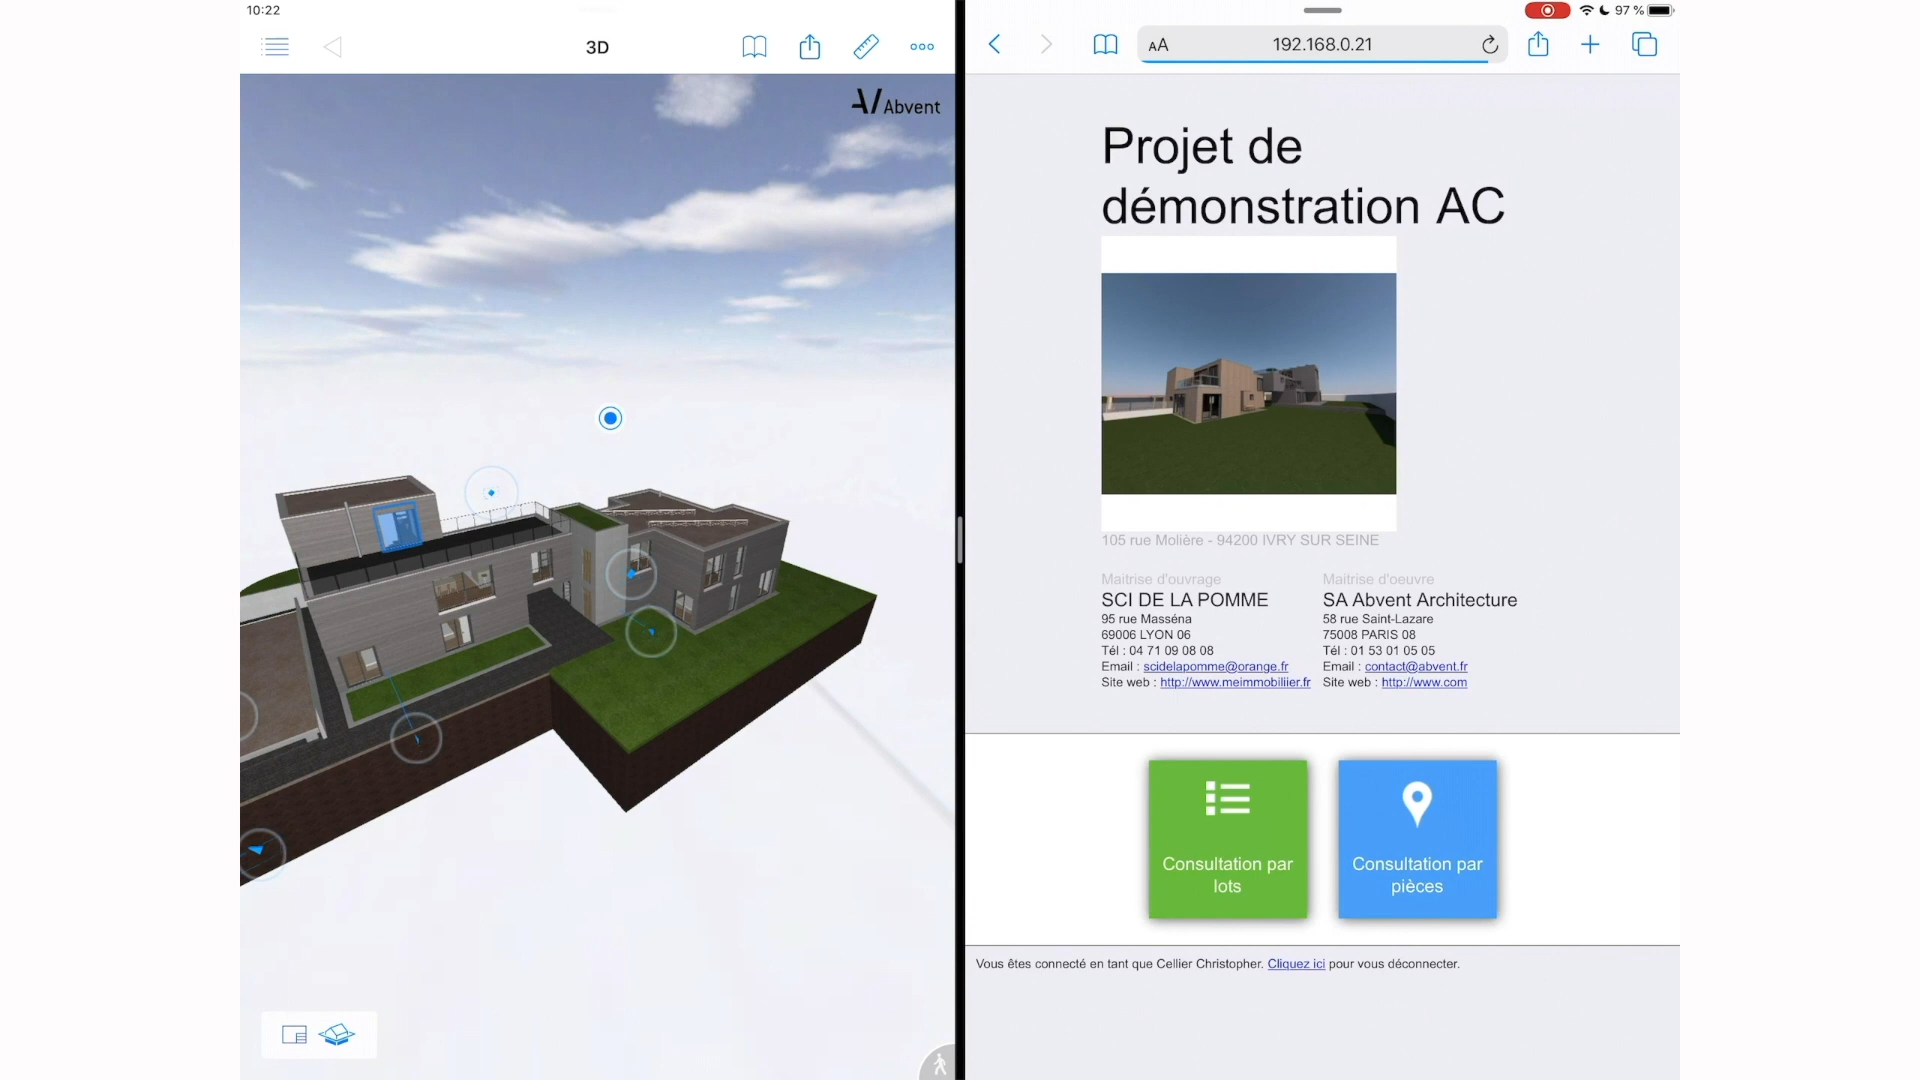 10:22
3D
Abvent
97 %
AA
192.168.0.21
Projet de
démonstration AC
105 rue Molière - 94200 IVRY SUR SEINE
Maitrise d'ouvrage
SCI DE LA POMME
95 rue Masséna
69006 LYON 06
Tél : 04 71 09 08 08
Email : scidelapomme@orange.fr
Site web : http://www.meimmobiliier.fr
Maitrise d'oeuvre
SA Abvent Architecture
58 rue Saint-Lazare
75008 PARIS 08
Tél : 01 53 01 05 05
Email : contact@abvent.fr
Site web : http://www.com
Consultation par
lots
Consultation par
pièces
Vous êtes connecté en tant que Cellier Christopher. Cliquez ici pour vous déconnecter.